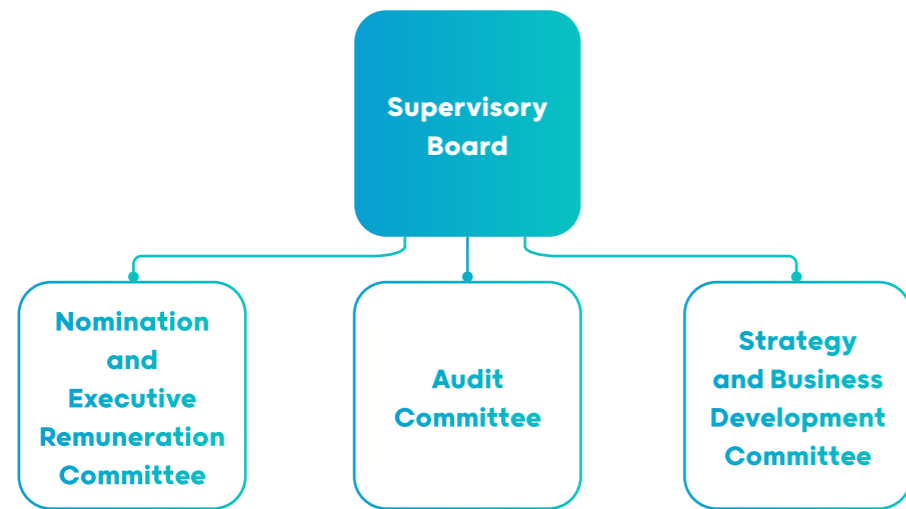 Supervisory
Board
Nomination
and
Executive
Remuneration
Committee
Audit
Committee
Strategy
and Business
Development
Committee